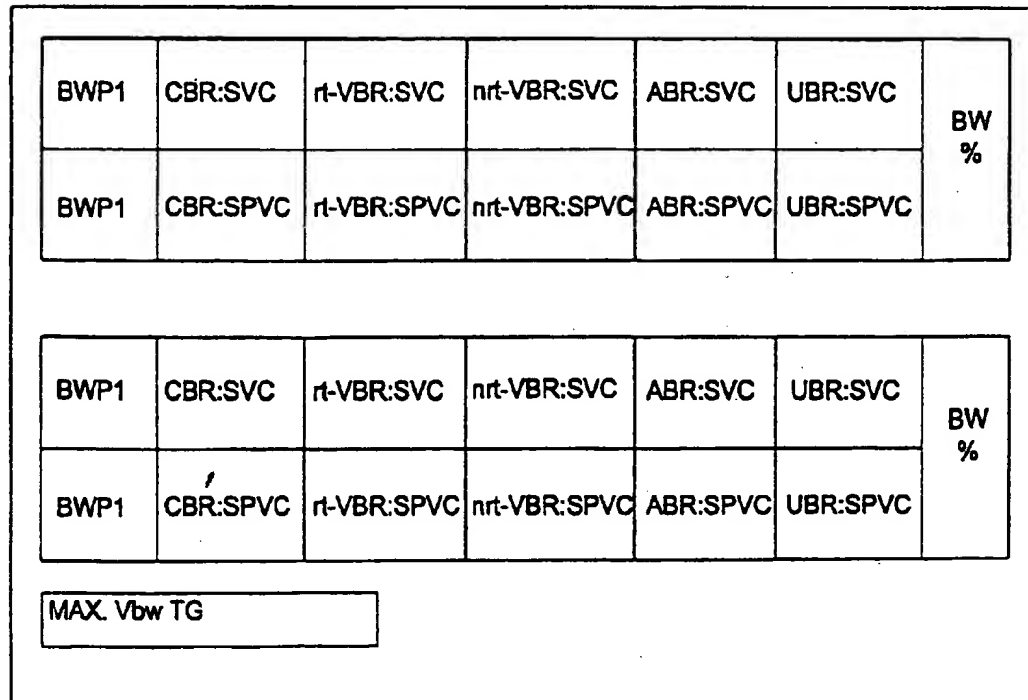 BWP1 CBR:SVC rt-VBR:SVC nrt-VBR:SVC ABR:SVC UBR:SVC
BW
%
BWP1 CBR:SPVC rt-VBR:SPVC nrt-VBR:SPVC ABR:SPVC UBR:SPVC
BWP1 CBR:SVC rt-VBR:SVC nrt-VBR:SVC ABR:SVC UBR:SVC
BW
%
BWP1 CBR:SPVC rt-VBR:SPVC nrt-VBR:SPVC ABR:SPVC UBR:SPVC
MAX. Vbw TG